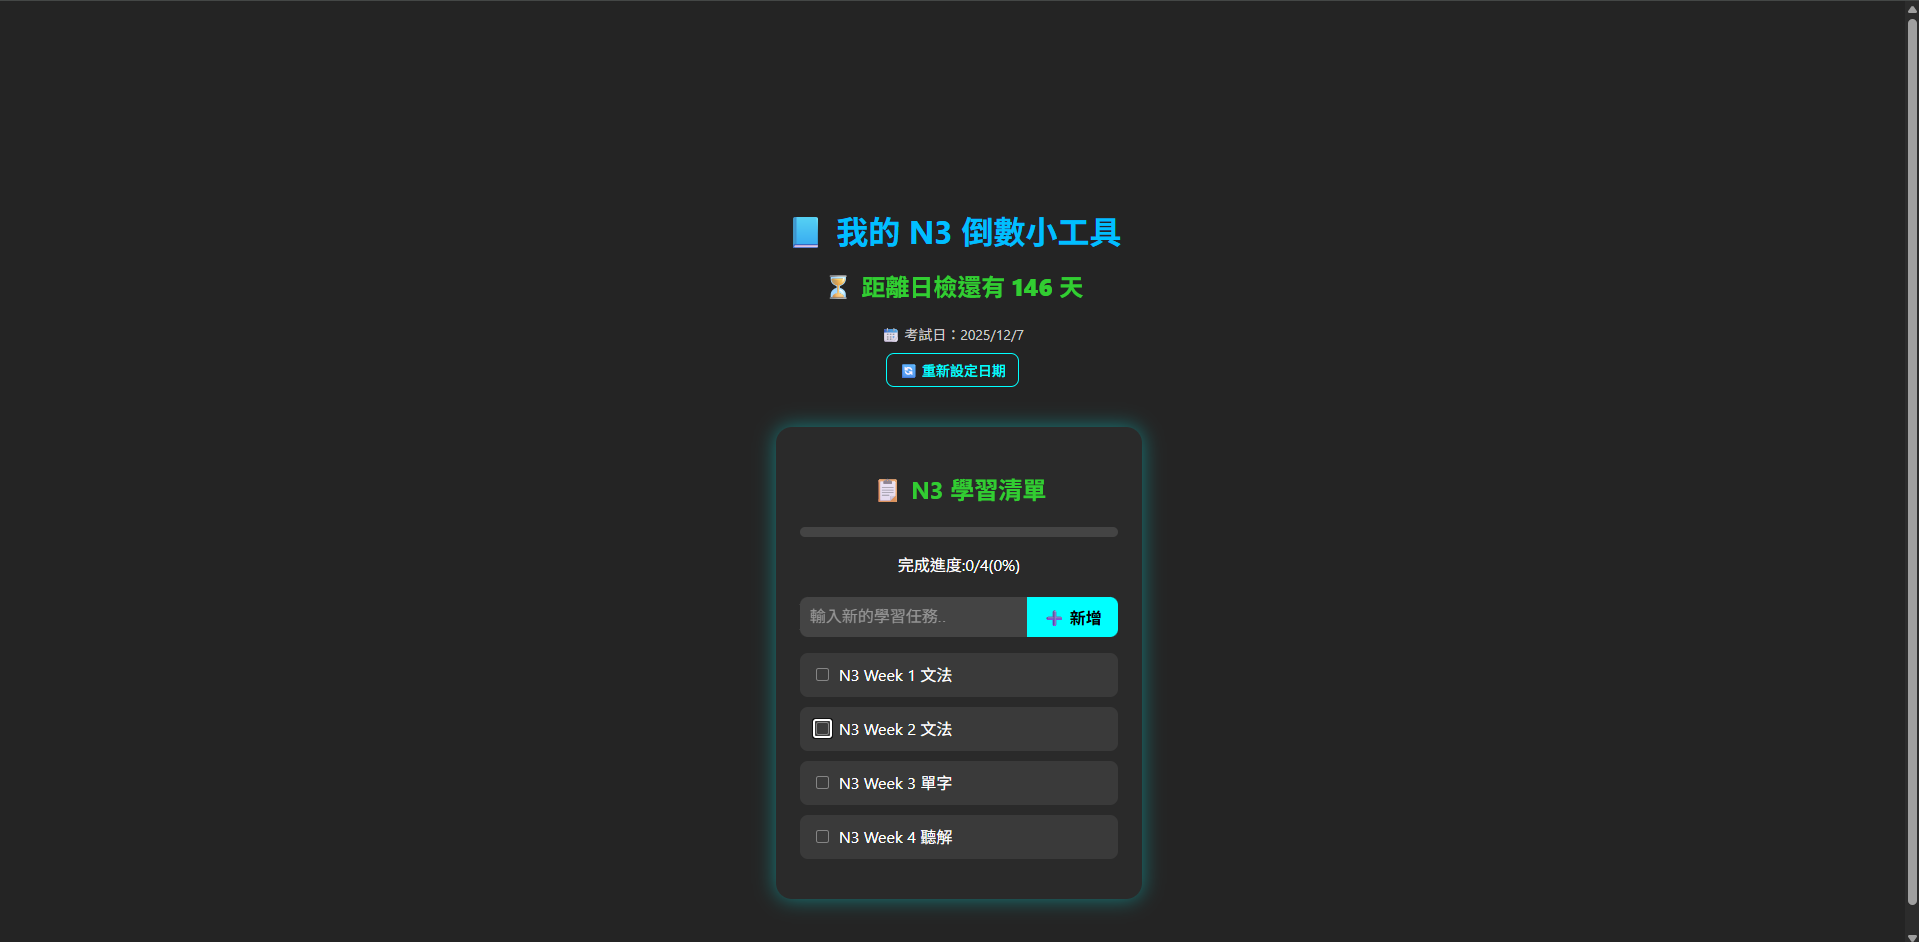 我的 N3 倒數小工具
距離日檢還有 146 天
考試日：2025/12/7
重新設定日期
N3 學習清單
完成進度:0/4(0%)
輸入新的學習任務..
新增
N3 Week 1 文法
N3 Week 2 文法
N3 Week 3 單字
N3 Week 4 聽解